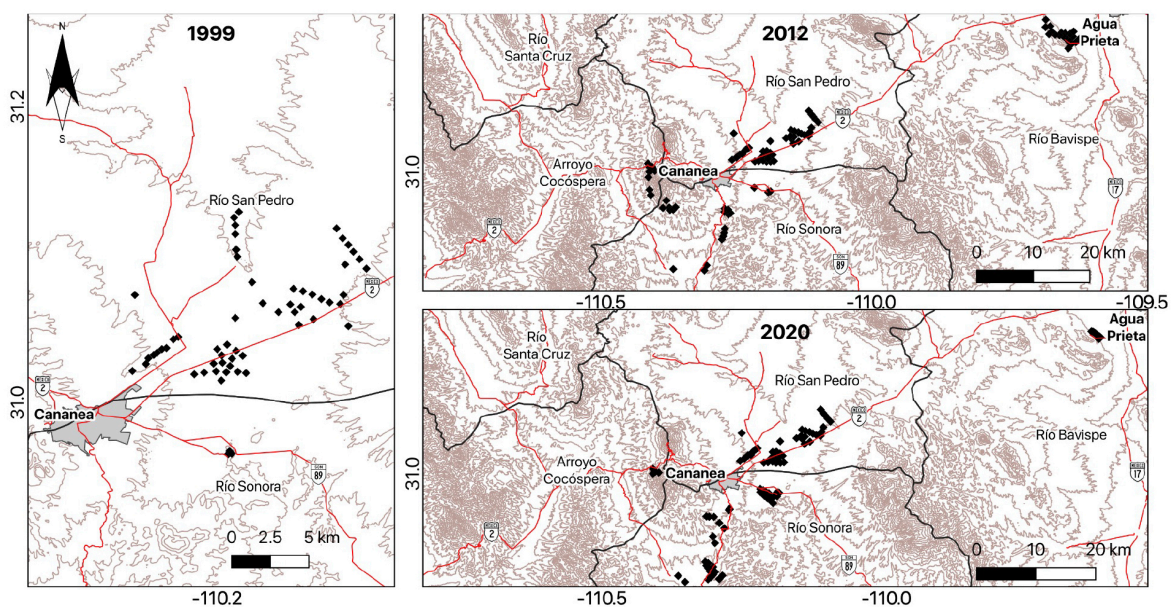 1999
N
S
31.2
31.0
Río San Pedro
MEXICO
2
MEXICO
2
Cananea
SON
89
Río Sonora
0 2.5 5 km
-110.2
2012
Agua
Prieta
Río
Santa Cruz
Río San Pedro
MEXICO
2
Río Bavispe
31.0
Arroyo
Cocóspera
Cananea
MEXICO
17
MEXICO
2
Río Sonora
SON
89
0 10 20 km
-110.5 -110.0 -109.5
2020
Agua
Prieta
Río
Santa Cruz
Río San Pedro
MEXICO
2
Río Bavispe
31.0
Arroyo
Cocóspera
Cananea
MEXICO
17
MEXICO
2
Río Sonora
SON
89
0 10 20 km
-110.5 -110.0